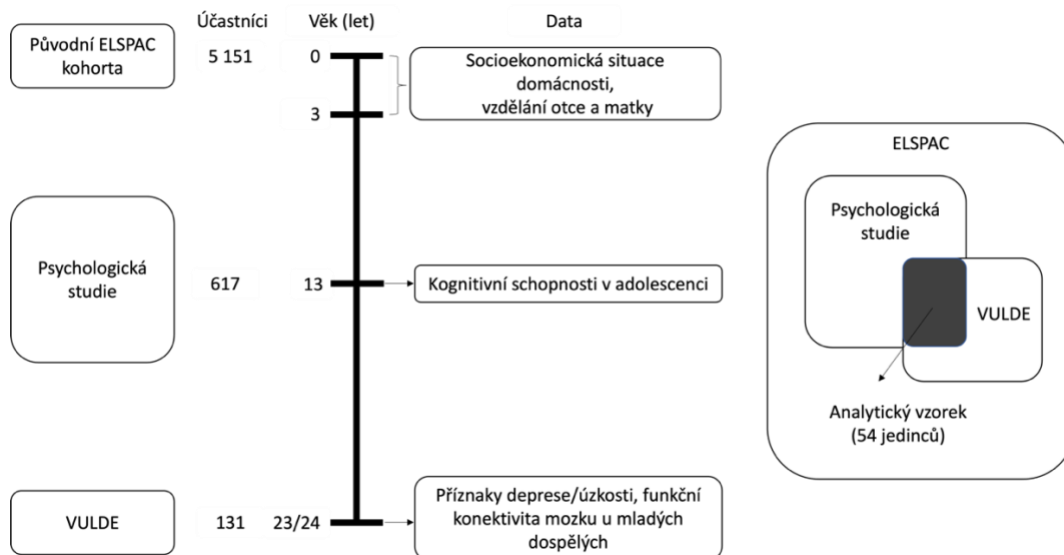 Účastníci Věk (let) Data
Původní ELSPAC
kohorta
5 151 0
3
Socioekonomická situace
domácnosti,
vzdělání otce a matky
Psychologická
studie
617 13
Kognitivní schopnosti v adolescenci
VULDE 131 23/24
Příznaky deprese/úzkosti, funkční
konektivita mozku u mladých
dospělých
ELSPAC
Psychologická
studie
VULDE
Analytický vzorek
(54 jedinců)